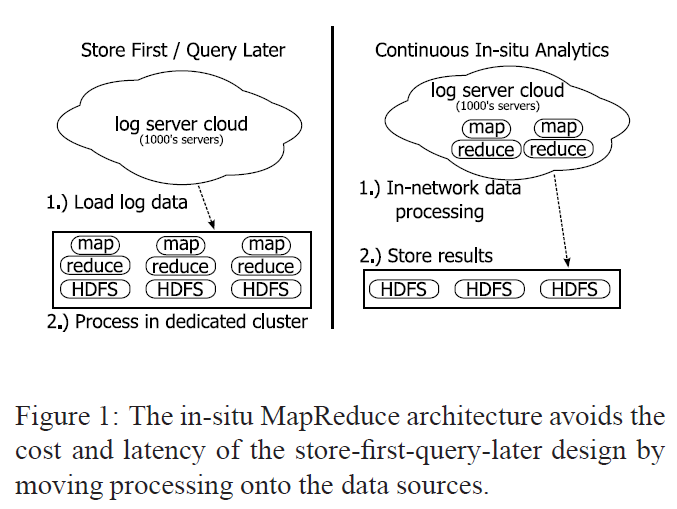 Store First / Query Later
log server cloud
(1000's servers)
1.) Load log data
map map map
reduce reduce reduce
HDFS HDFS HDFS
2.) Process in dedicated cluster
Continuous In-situ Analytics
log server cloud
(1000's servers)
map map
reduce reduce
1.) In-network data
processing
2.) Store results
HDFS HDFS HDFS
Figure 1: The in-situ MapReduce architecture avoids the
cost and latency of the store-first-query-later design by
moving processing onto the data sources.